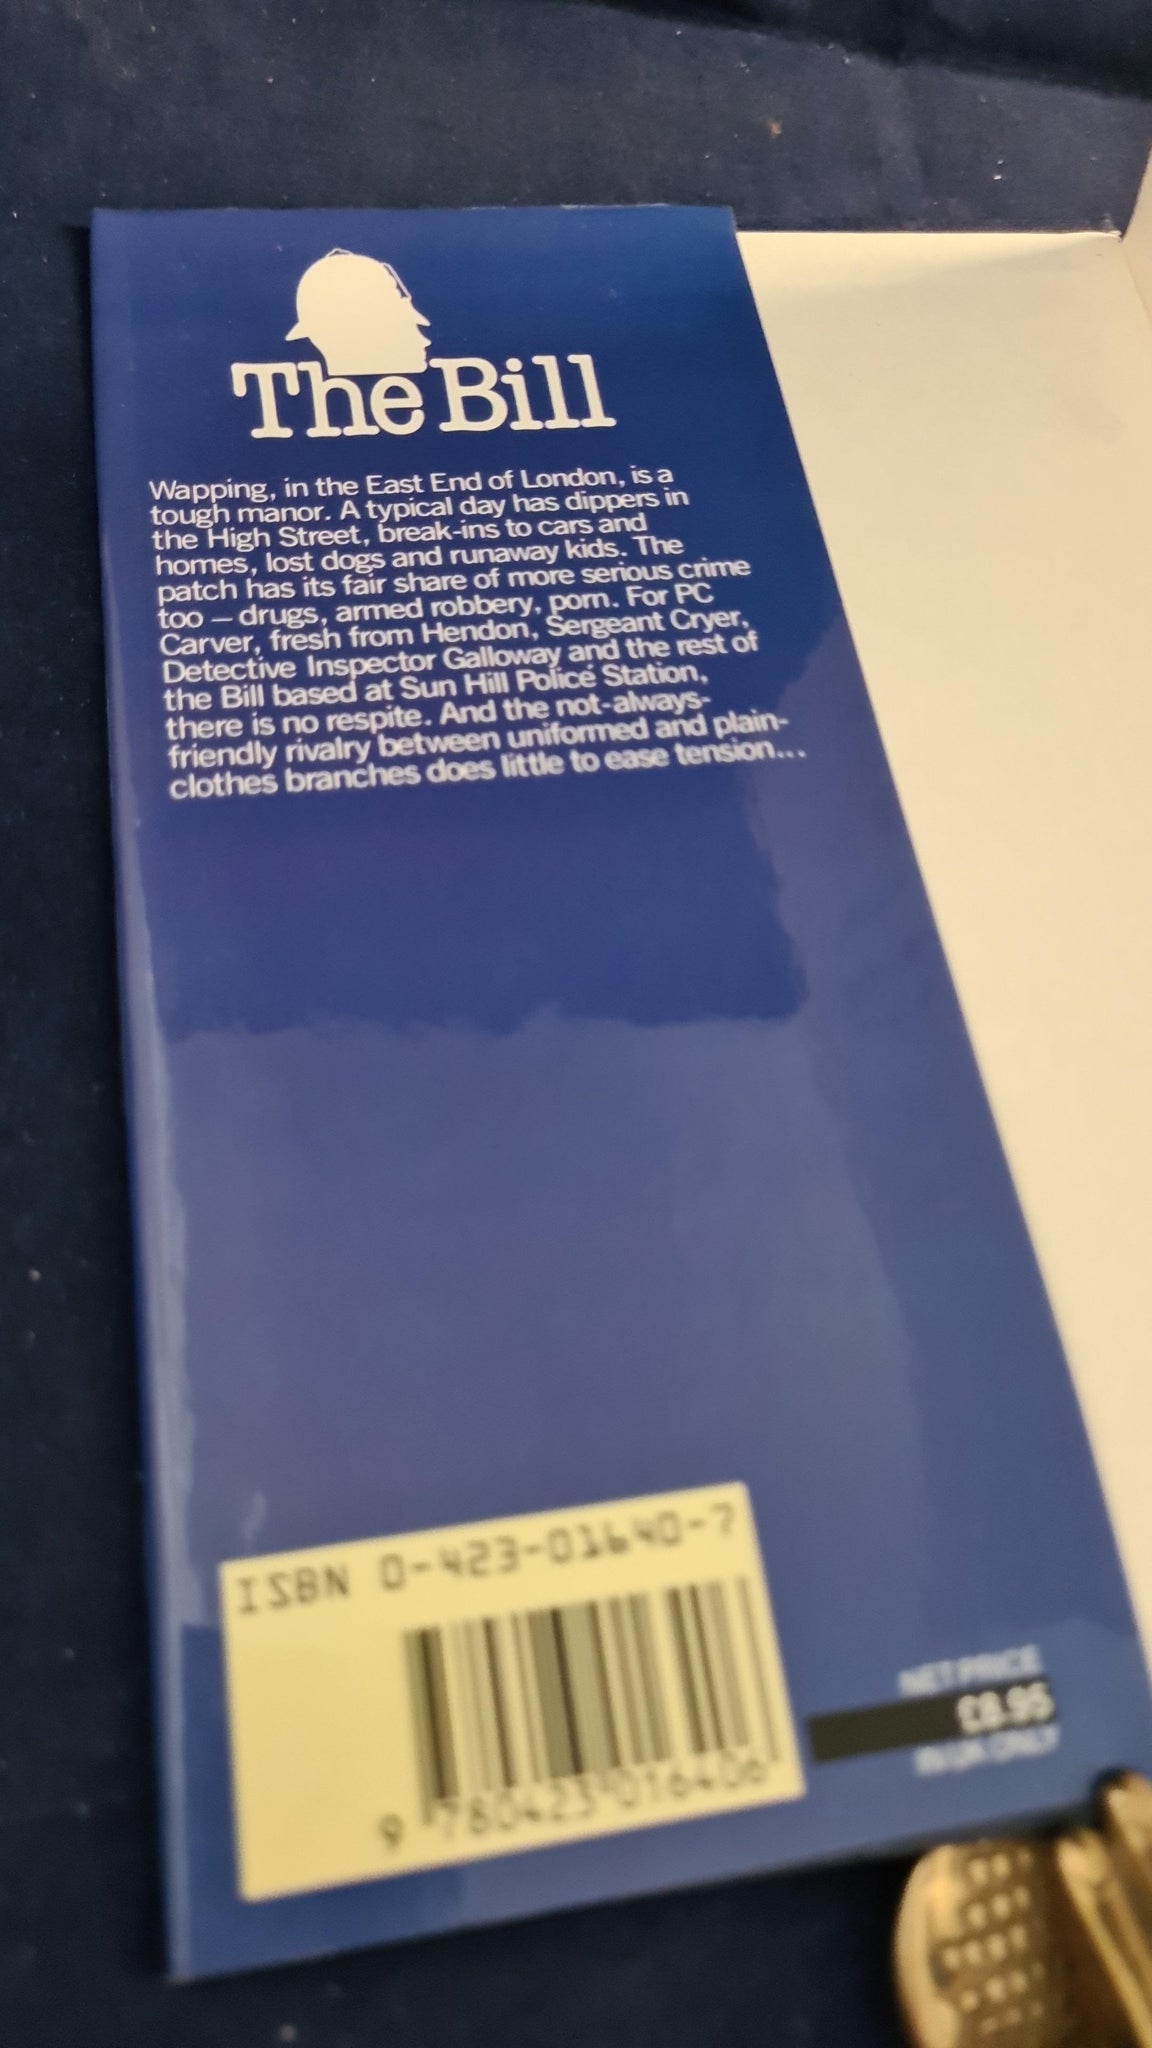 The Bill
Wapping, in the East End of London, is a
tough manor. A typical day has dippers in
the High Street, break-ins to cars and
homes, lost dogs and runaway kids. The
patch has its fair share of more serious crime
too – drugs, armed robbery, porn. For PC
Carver, fresh from Hendon, Sergeant Cryer,
Detective Inspector Galloway and the rest of
the Bill based at Sun Hill Police Station,
there is no respite. And the not-always-
friendly rivalry between uniformed and plain-
clothes branches does little to ease tension...
ISBN 0-423-01640-7
9 780423 016406
NET PRICE
£8.95
IN UK ONLY